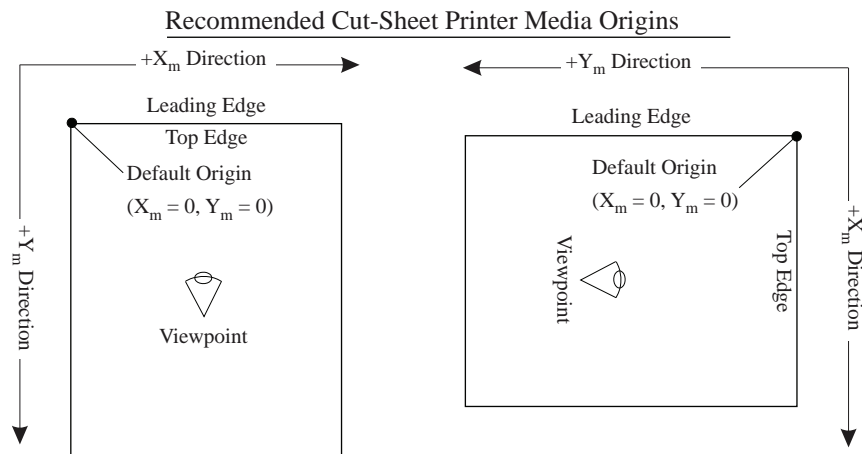 Recommended Cut-Sheet Printer Media Origins
+Xm Direction
Leading Edge
Top Edge
Default Origin
(Xm = 0, Ym = 0)
+Ym Direction
Viewpoint
+Ym Direction
Leading Edge
Default Origin
(Xm = 0, Ym = 0)
+Xm Direction
Top Edge
Viewpoint